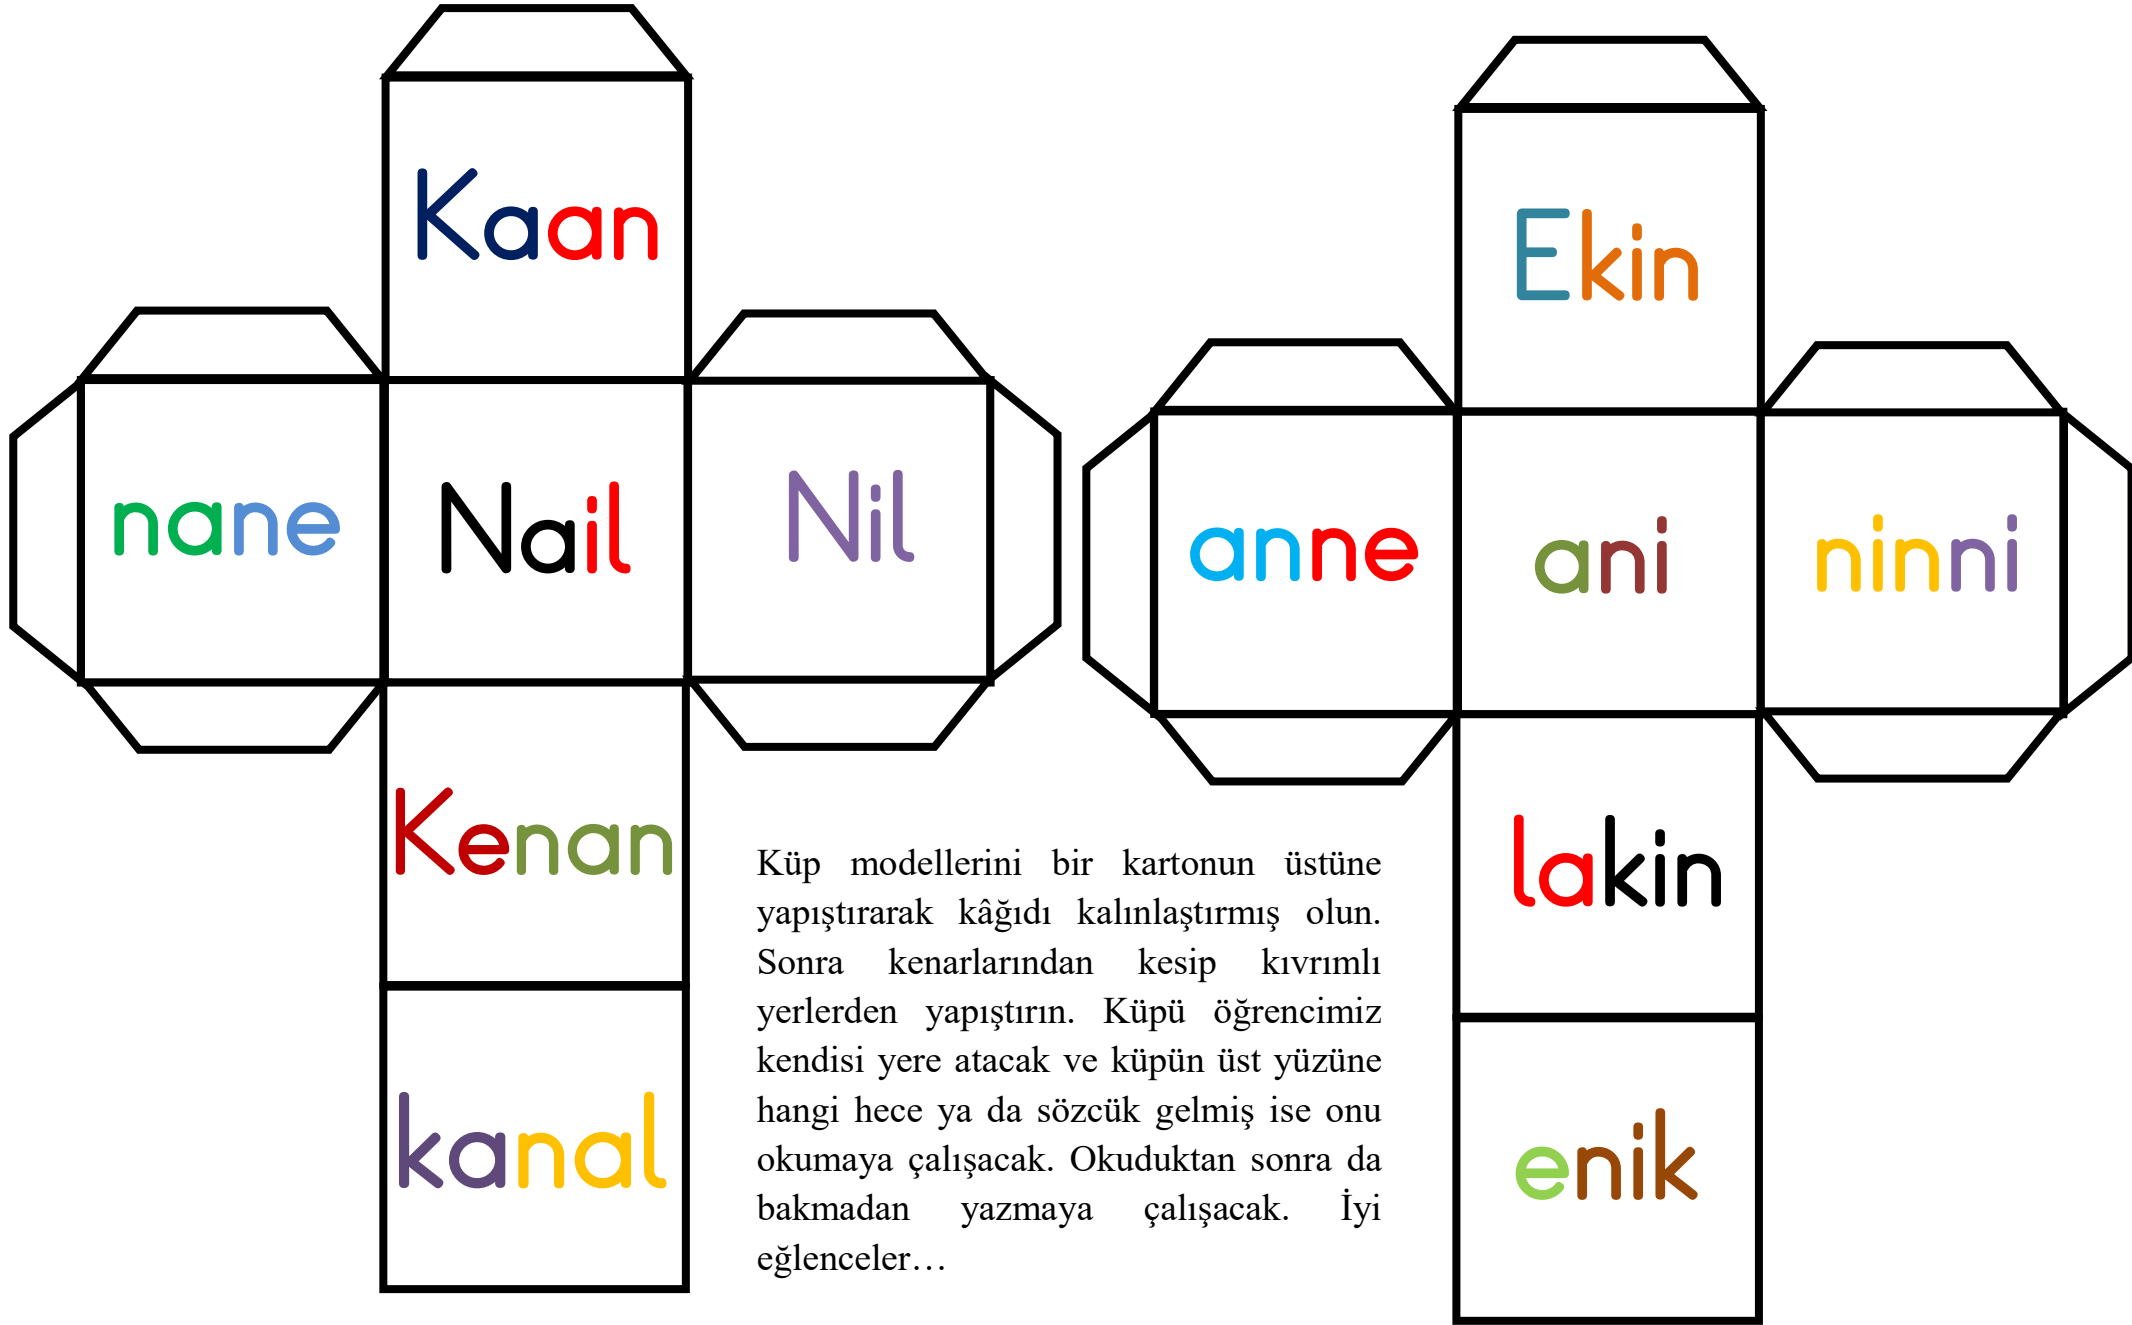 Kaan
nane
Nail
Nil
Kenan
kanal
Ekin
anne
ani
ninni
lakin
enik
Küp modellerini bir kartonun üstüne
yapıştırarak kâğıdı kalınlaştırmış olun.
Sonra kenarlarından kesip kıvrımlı
yerlerden yapıştırın. Küpü öğrencimiz
kendisi yere atacak ve küpün üst yüzüne
hangi hece ya da sözcük gelmiş ise onu
okumaya çalışacak. Okuduktan sonra da
bakmadan yazmaya çalışacak. İyi
eğlenceler…